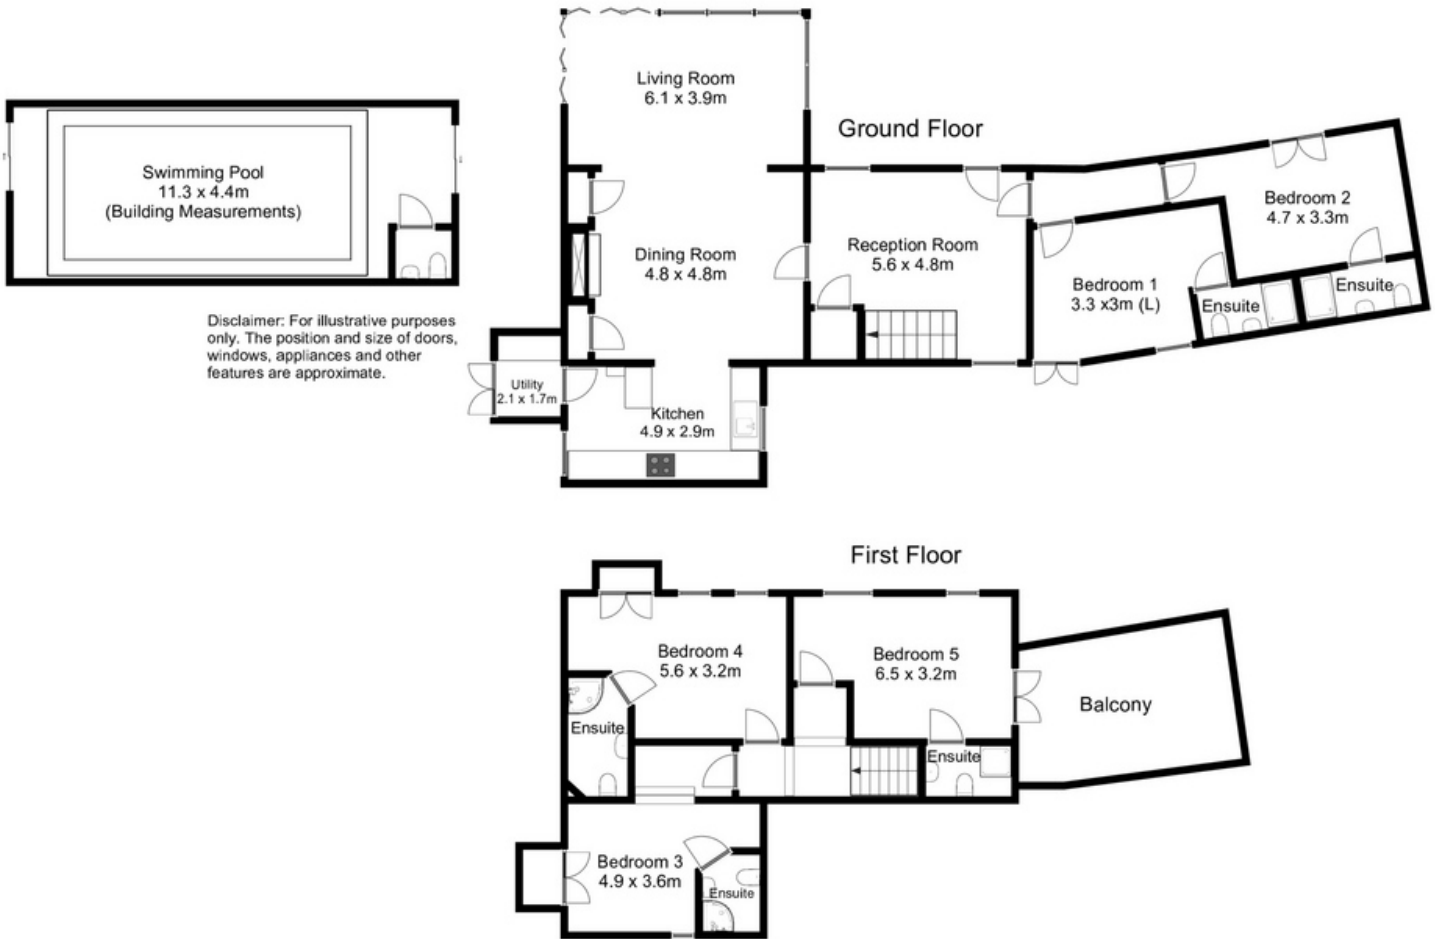 Living Room
6.1 x 3.9m
Ground Floor
Swimming Pool
11.3 x 4.4m
(Building Measurements)
Bedroom 2
4.7 x 3.3m
Dining Room
4.8 x 4.8m
Reception Room
5.6 x 4.8m
Bedroom 1
3.3 x3m (L)
Ensuite
Ensuite
Disclaimer: For illustrative purposes
only. The position and size of doors,
windows, appliances and other
features are approximate.
Utility
2.1 x 1.7m
Kitchen
4.9 x 2.9m
First Floor
Bedroom 4
5.6 x 3.2m
Bedroom 5
6.5 x 3.2m
Balcony
Ensuite
Ensuite
Bedroom 3
4.9 x 3.6m
Ensuite